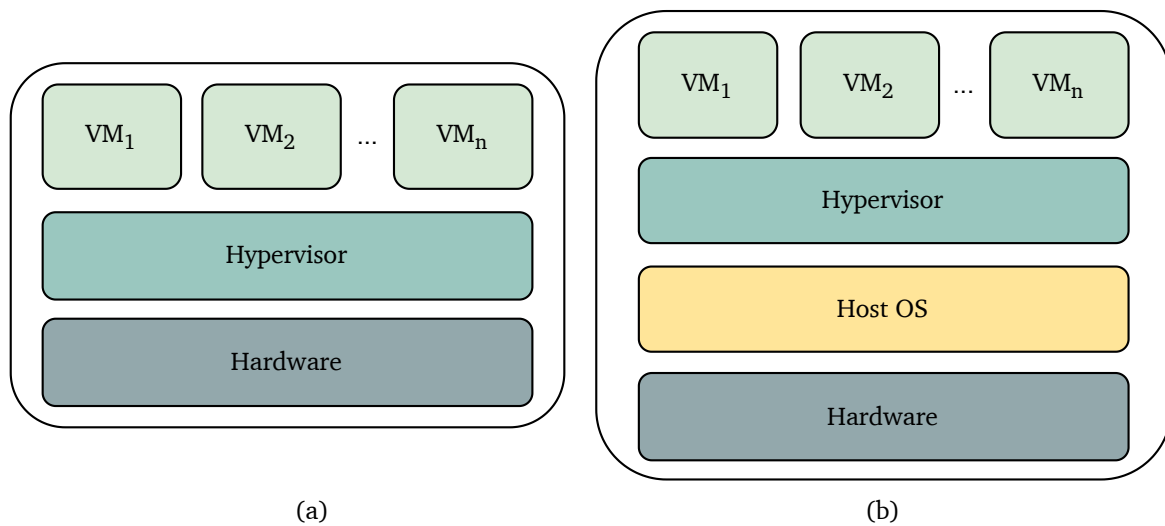 VM₁ VM₂ ... VMₙ
Hypervisor
Hardware
(a)
VM₁ VM₂ ... VMₙ
Hypervisor
Host OS
Hardware
(b)